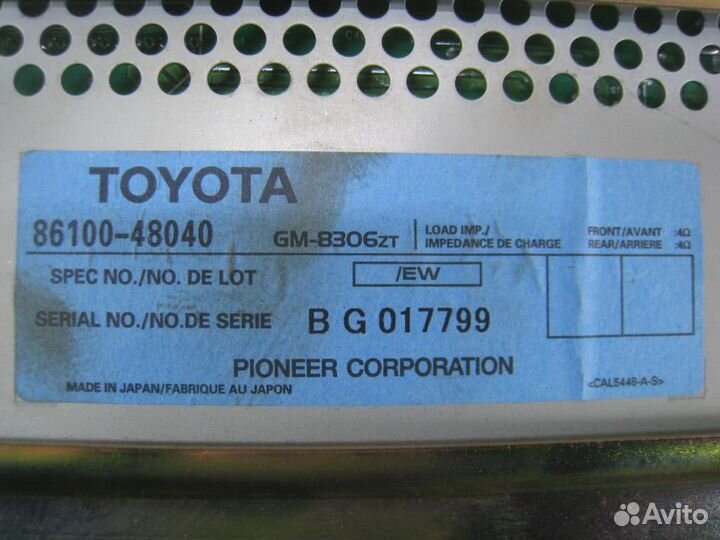 TOYOTA
86100-48040 GM-8306ZT LOAD IMP./ FRONT/AVANT :4Ω
IMPEDANCE DE CHARGE REAR/ARRIERE :4Ω
SPEC NO./NO. DE LOT /EW
SERIAL NO./NO.DE SERIE B G 017799
PIONEER CORPORATION
MADE IN JAPAN/FABRIQUE AU JAPON <CAL5448-A-S>
Avito